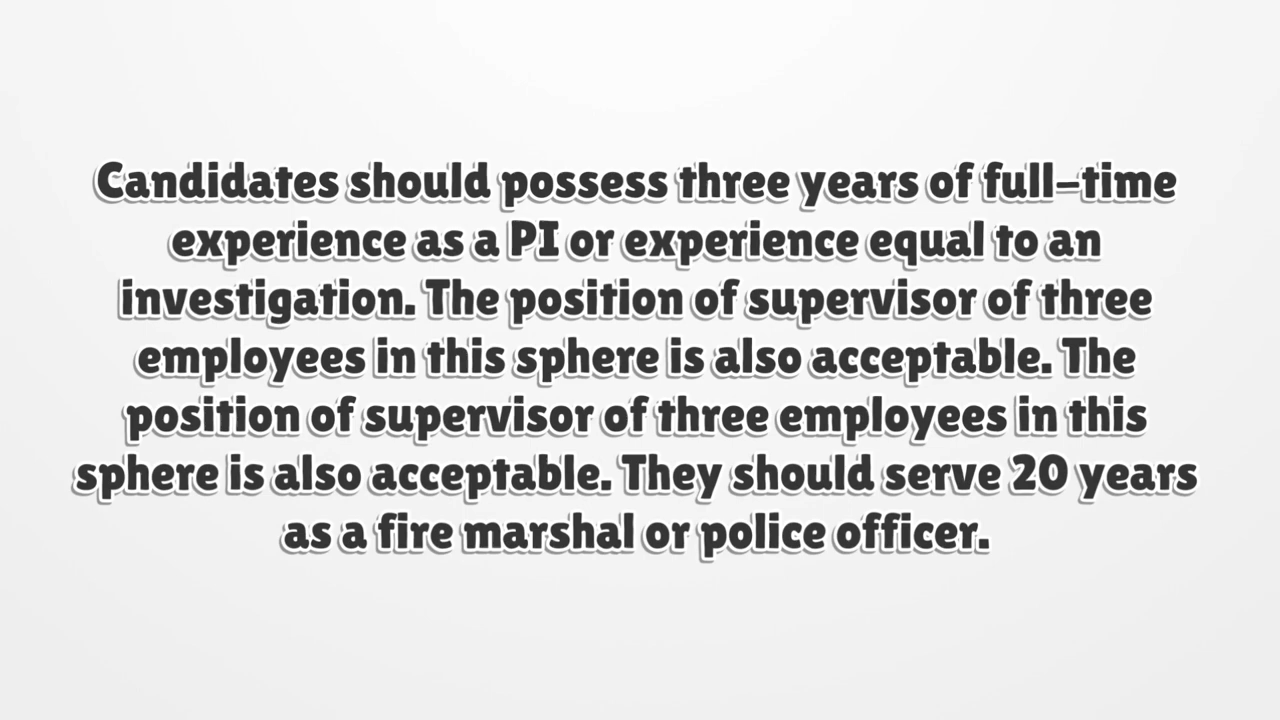 Candidates should possess three years of full-time
experience as a PI or experience equal to an
investigation. The position of supervisor of three
employees in this sphere is also acceptable. The
position of supervisor of three employees in this
sphere is also acceptable. They should serve 20 years
as a fire marshal or police officer.